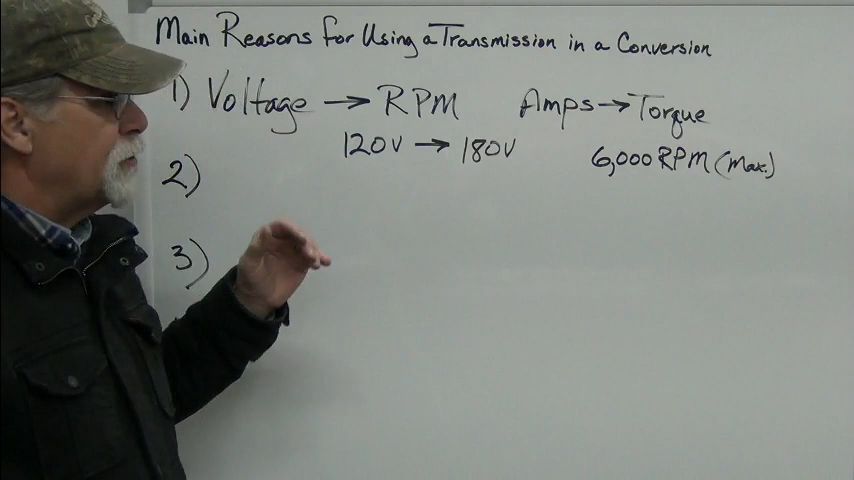 Main Reasons for Using a Transmission in a Conversion
1) Voltage → RPM Amps → Torque
120V → 180V 6,000 RPM (Max.)
2)
3)